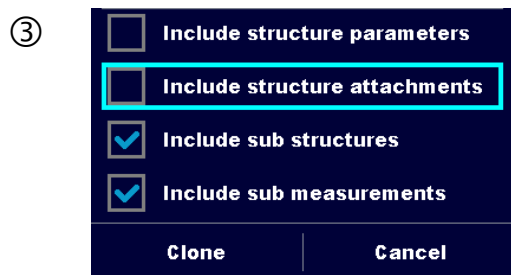 ③
Include structure parameters
Include structure attachments
Include sub structures
Include sub measurements
Clone Cancel